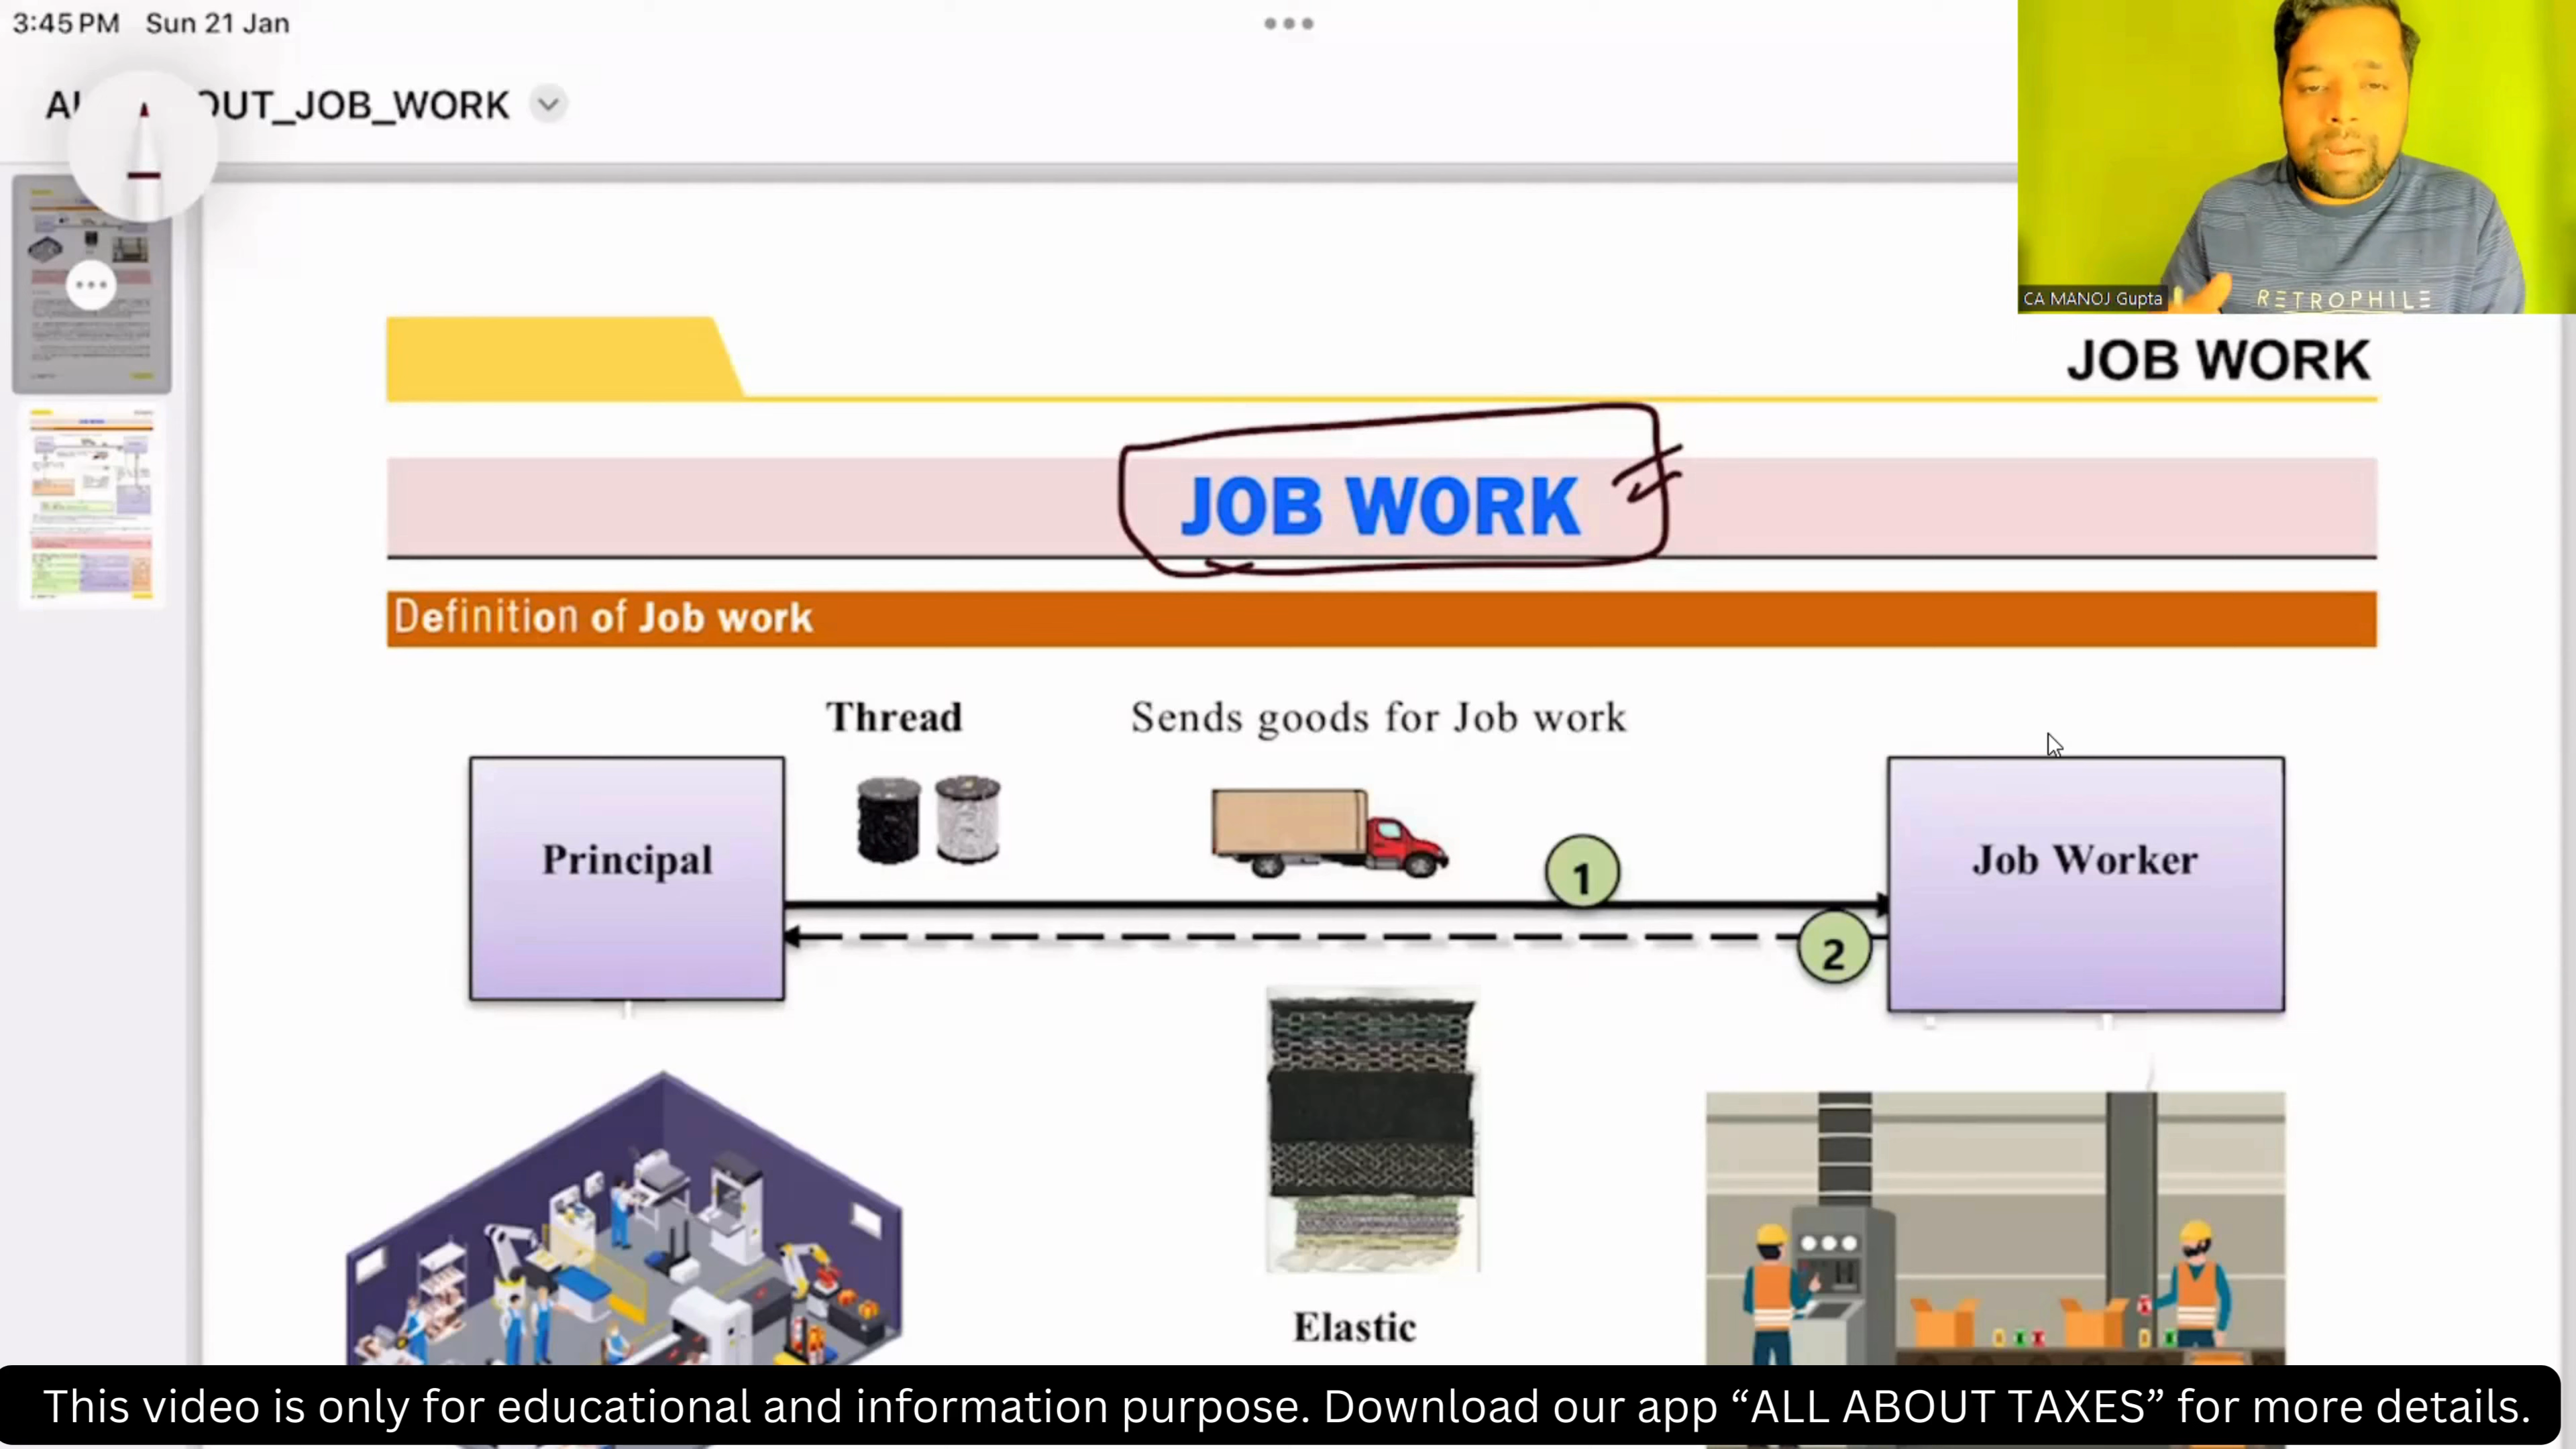 3:45 PM Sun 21 Jan
OUT_JOB_WORK
CA MANOJ Gupta
RETROPHILE
JOB WORK
JOB WORK
Definition of Job work
Thread
Sends goods for Job work
Principal
Job Worker
1
2
Elastic
This video is only for educational and information purpose. Download our app “ALL ABOUT TAXES” for more details.